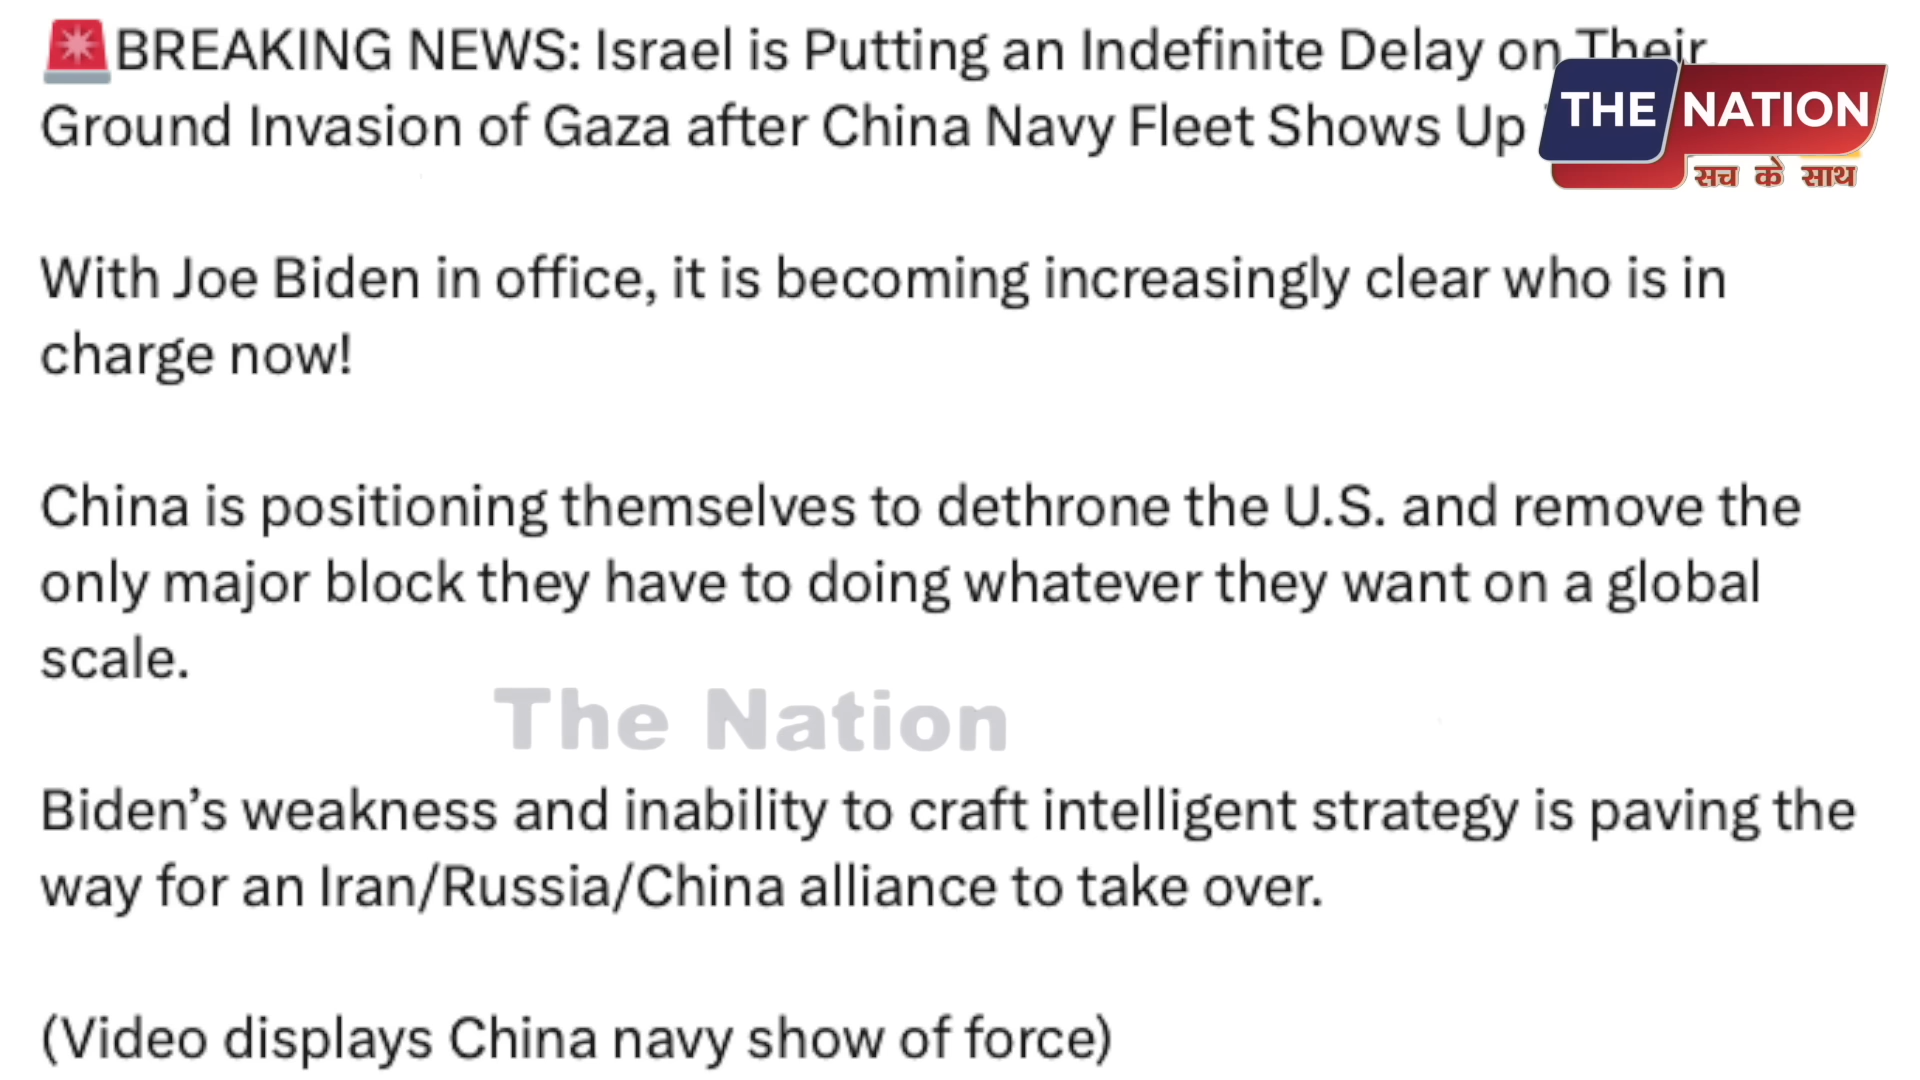 🚨BREAKING NEWS: Israel is Putting an Indefinite Delay on Their
Ground Invasion of Gaza after China Navy Fleet Shows Up
THE NATION
सच के साथ
With Joe Biden in office, it is becoming increasingly clear who is in
charge now!
China is positioning themselves to dethrone the U.S. and remove the
only major block they have to doing whatever they want on a global
scale.
The Nation
Biden’s weakness and inability to craft intelligent strategy is paving the
way for an Iran/Russia/China alliance to take over.
(Video displays China navy show of force)